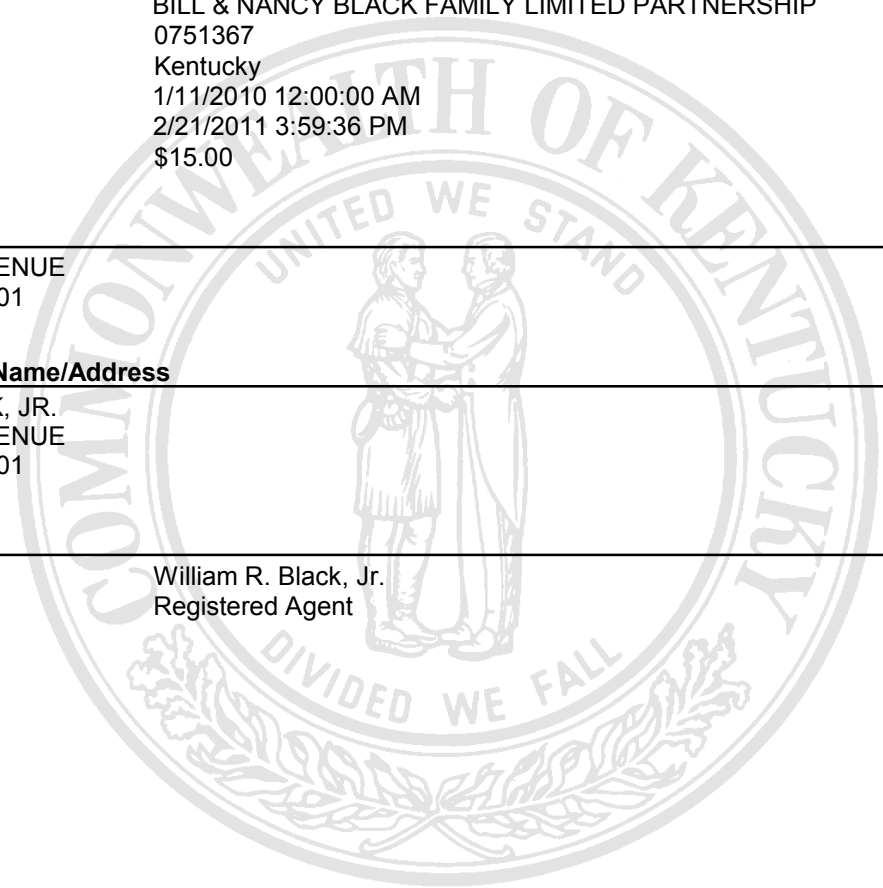 BILL & NANCY BLACK FAMILY LIMITED PARTNERSHIP
0751367
Kentucky
1/11/2010 12:00:00 AM
2/21/2011 3:59:36 PM
$15.00
ENUE
01
Name/Address
K, JR.
ENUE
01
William R. Black, Jr.
Registered Agent
COMMONWEALTH OF KENTUCKY
UNITED WE STAND
DIVIDED WE FALL